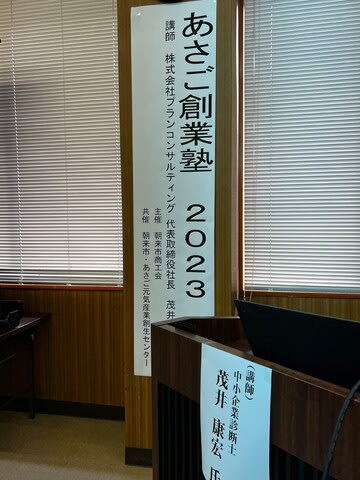 あさご創業塾　2023
講師　株式会社プランコンサルティング 代表取締役社長　茂井
主催　朝来市商工会
共催　朝来市・あさご元気産業創生センター
（講師）
中小企業診断士
茂井　康宏　氏